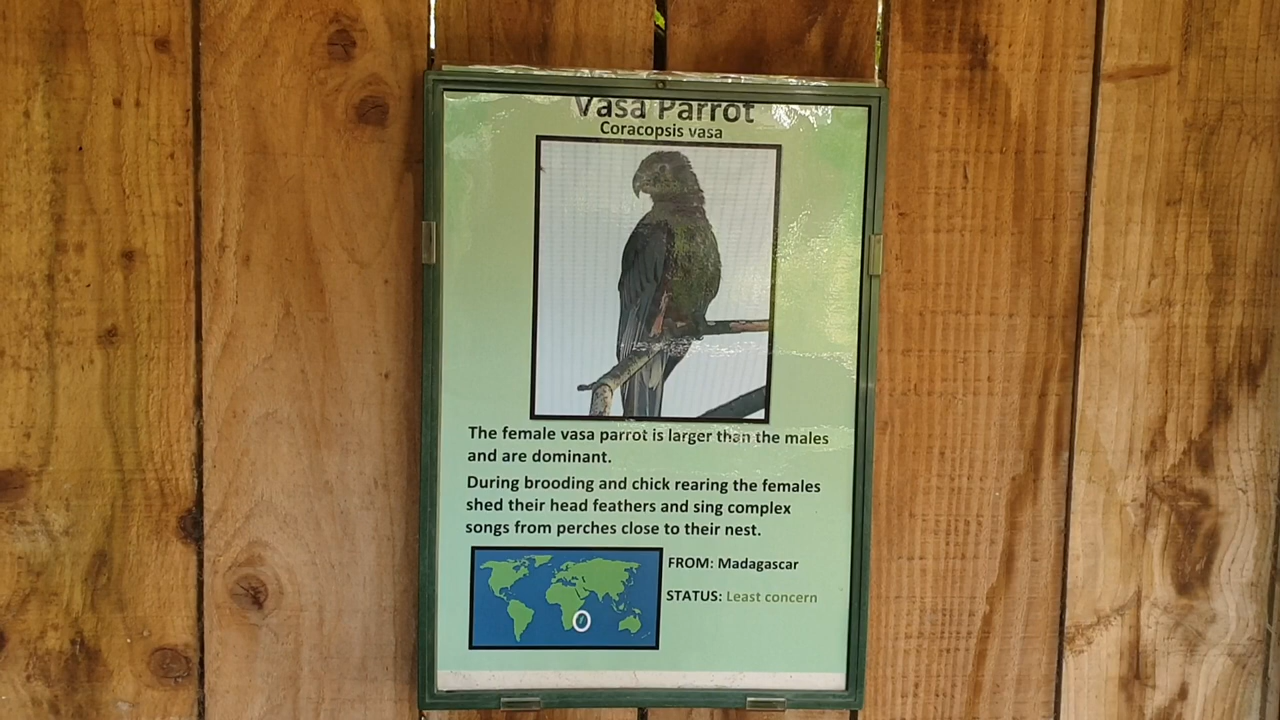 Vasa Parrot
Coracopsis vasa
The female vasa parrot is larger than the males
and are dominant.
During brooding and chick rearing the females
shed their head feathers and sing complex
songs from perches close to their nest.
FROM: Madagascar
STATUS: Least concern